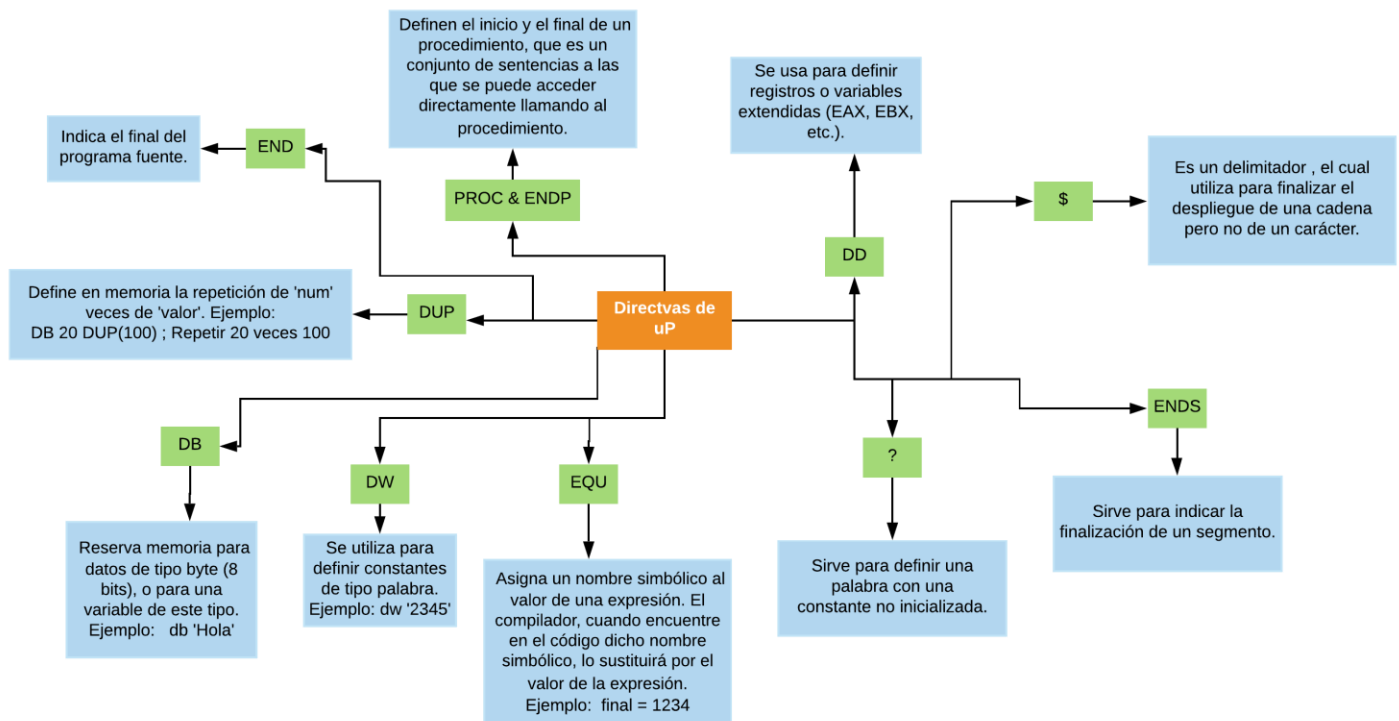 Definen el inicio y el final de un
procedimiento, que es un
conjunto de sentencias a las
que se puede acceder
directamente llamando al
procedimiento.
Se usa para definir
registros o variables
extendidas (EAX, EBX,
etc.).
Indica el final del
programa fuente.
END
PROC & ENDP
$
Es un delimitador , el cual
utiliza para finalizar el
despliegue de una cadena
pero no de un carácter.
DD
Define en memoria la repetición de 'num'
veces de 'valor'. Ejemplo:
DB 20 DUP(100) ; Repetir 20 veces 100
DUP
Directvas de
uP
ENDS
DB
DW
EQU
?
Sirve para indicar la
finalización de un segmento.
Reserva memoria para
datos de tipo byte (8
bits), o para una
variable de este tipo.
Ejemplo: db 'Hola'
Se utiliza para
definir constantes
de tipo palabra.
Ejemplo: dw '2345'
Asigna un nombre simbólico al
valor de una expresión. El
compilador, cuando encuentre
en el código dicho nombre
simbólico, lo sustituirá por el
valor de la expresión.
Ejemplo: final = 1234
Sirve para definir una
palabra con una
constante no inicializada.